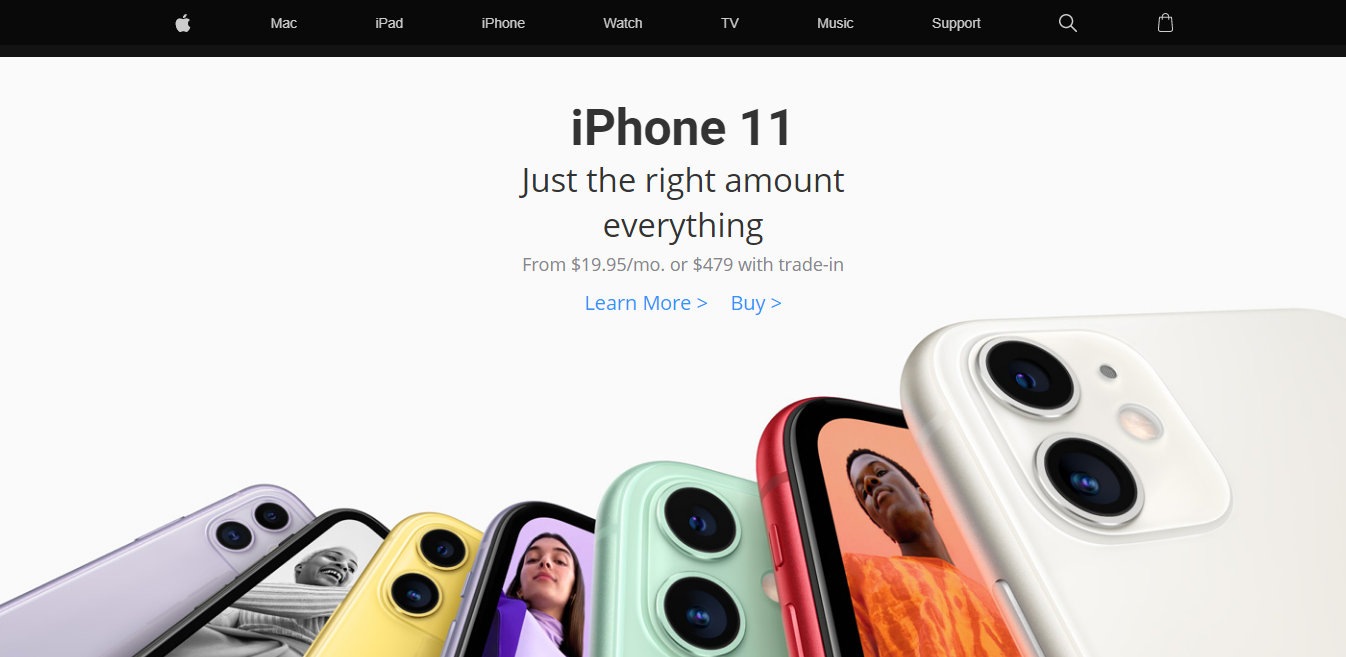 Mac iPad iPhone Watch TV Music Support
iPhone 11
Just the right amount
everything
From $19.95/mo. or $479 with trade-in
Learn More > Buy >